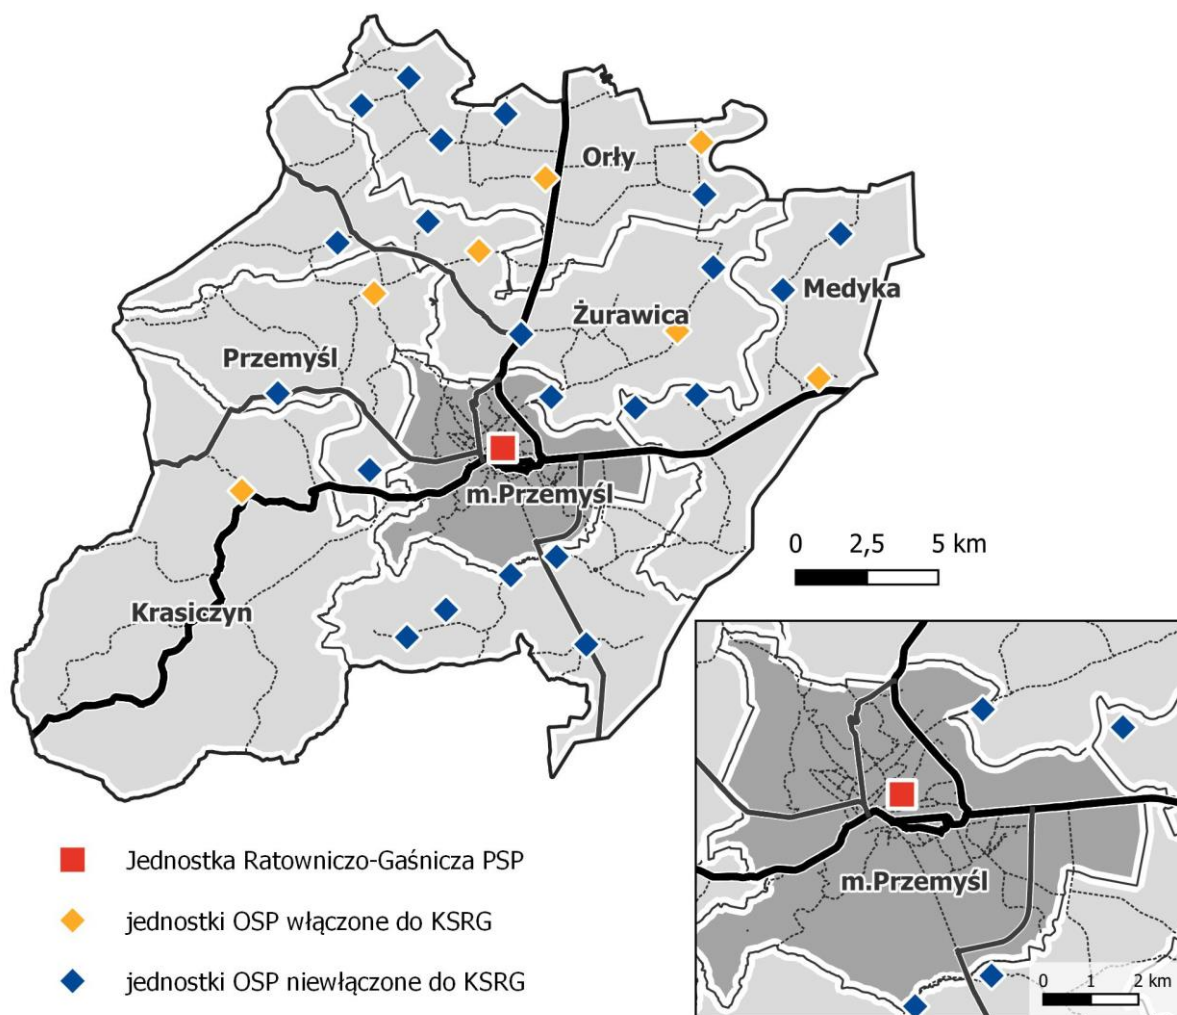 Orły
Medyka
Żurawica
Przemyśl
m.Przemyśl
0 2,5 5 km
Krasiczyn
Jednostka Ratowniczo-Gaśnicza PSP
jednostki OSP włączone do KSRG
jednostki OSP niewłączone do KSRG
m.Przemyśl
0 1 2 km